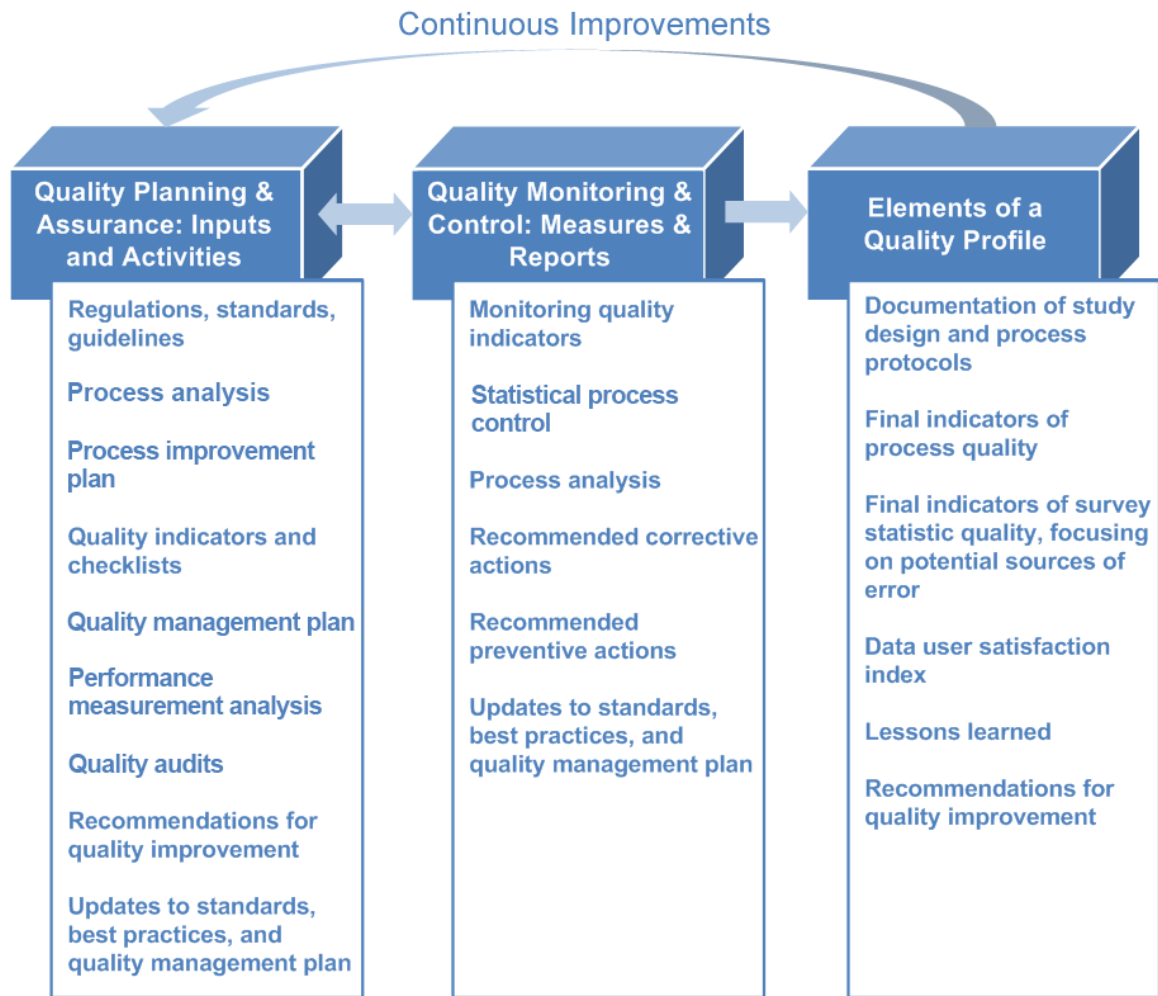 Continuous Improvements
Quality Planning &
Assurance: Inputs
and Activities
Regulations, standards,
guidelines
Process analysis
Process improvement
plan
Quality indicators and
checklists
Quality management plan
Performance
measurement analysis
Quality audits
Recommendations for
quality improvement
Updates to standards,
best practices, and
quality management plan
Quality Monitoring &
Control: Measures &
Reports
Monitoring quality
indicators
Statistical process
control
Process analysis
Recommended corrective
actions
Recommended
preventive actions
Updates to standards,
best practices, and
quality management plan
Elements of a
Quality Profile
Documentation of study
design and process
protocols
Final indicators of
process quality
Final indicators of survey
statistic quality, focusing
on potential sources of
error
Data user satisfaction
index
Lessons learned
Recommendations for
quality improvement